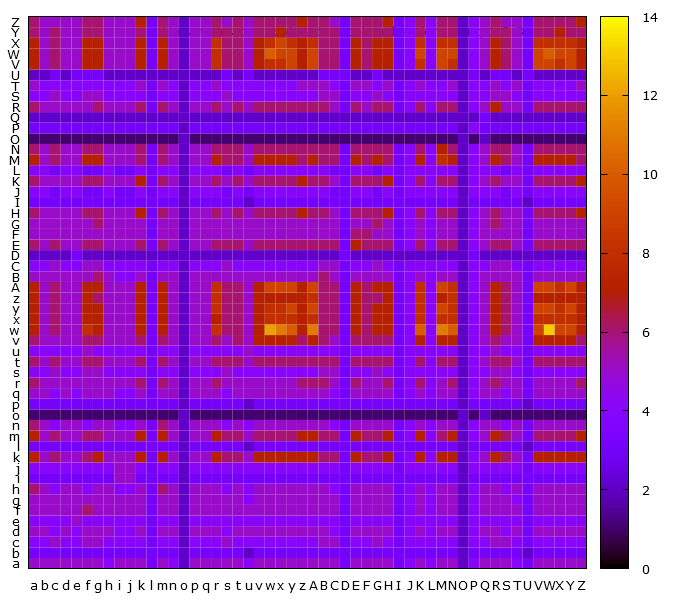 Z
Y
X
W
V
U
T
S
R
Q
P
O
N
M
L
K
J
I
H
G
F
E
D
C
B
A
z
y
x
w
v
u
t
s
r
q
p
o
n
m
l
k
j
i
h
g
f
e
d
c
b
a
a b c d e f g h i j k l m n o p q r s t u v w x y z A B C D E F G H I J K L M N O P Q R S T U V W X Y Z
14
12
10
8
6
4
2
0